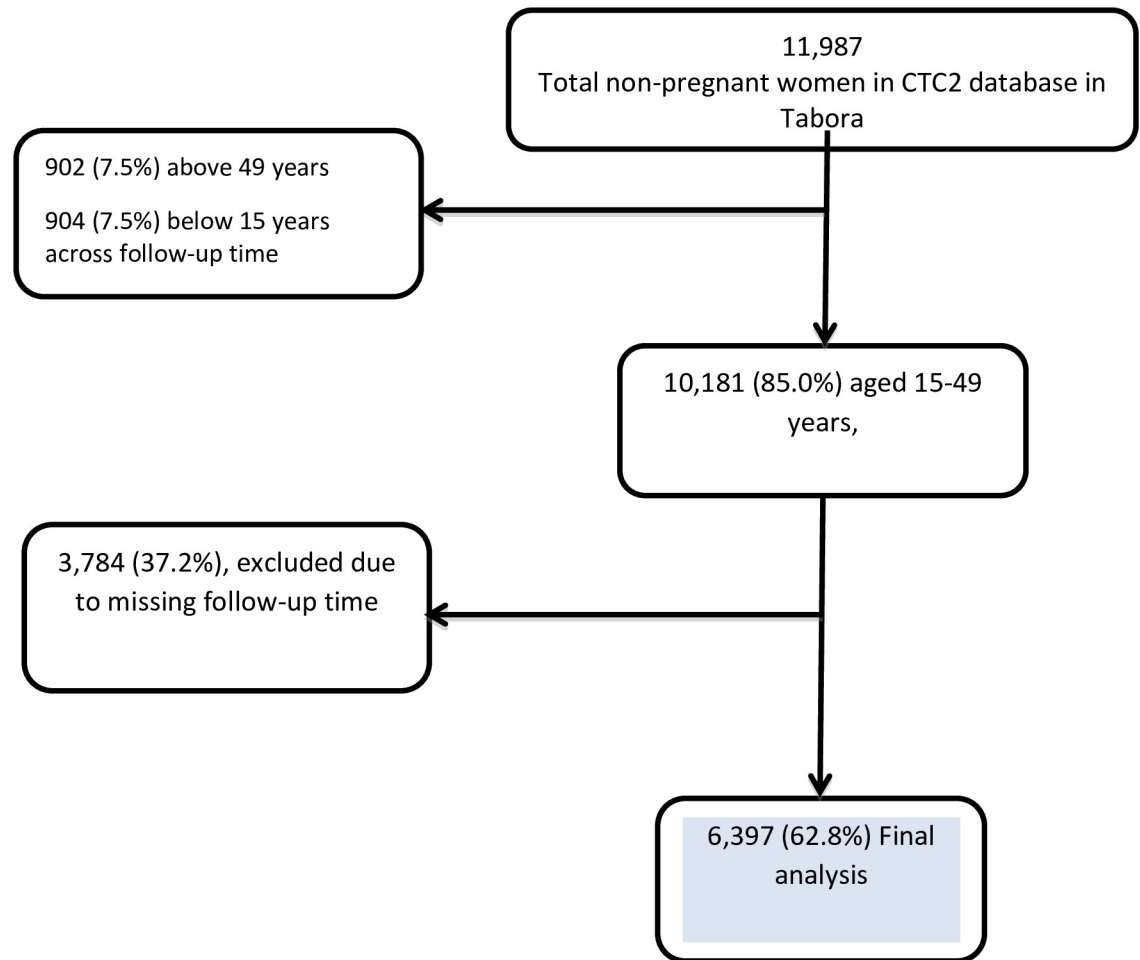 11,987
Total non-pregnant women in CTC2 database in
Tabora
902 (7.5%) above 49 years
904 (7.5%) below 15 years
across follow-up time
10,181 (85.0%) aged 15-49
years,
3,784 (37.2%), excluded due
to missing follow-up time
6,397 (62.8%) Final
analysis